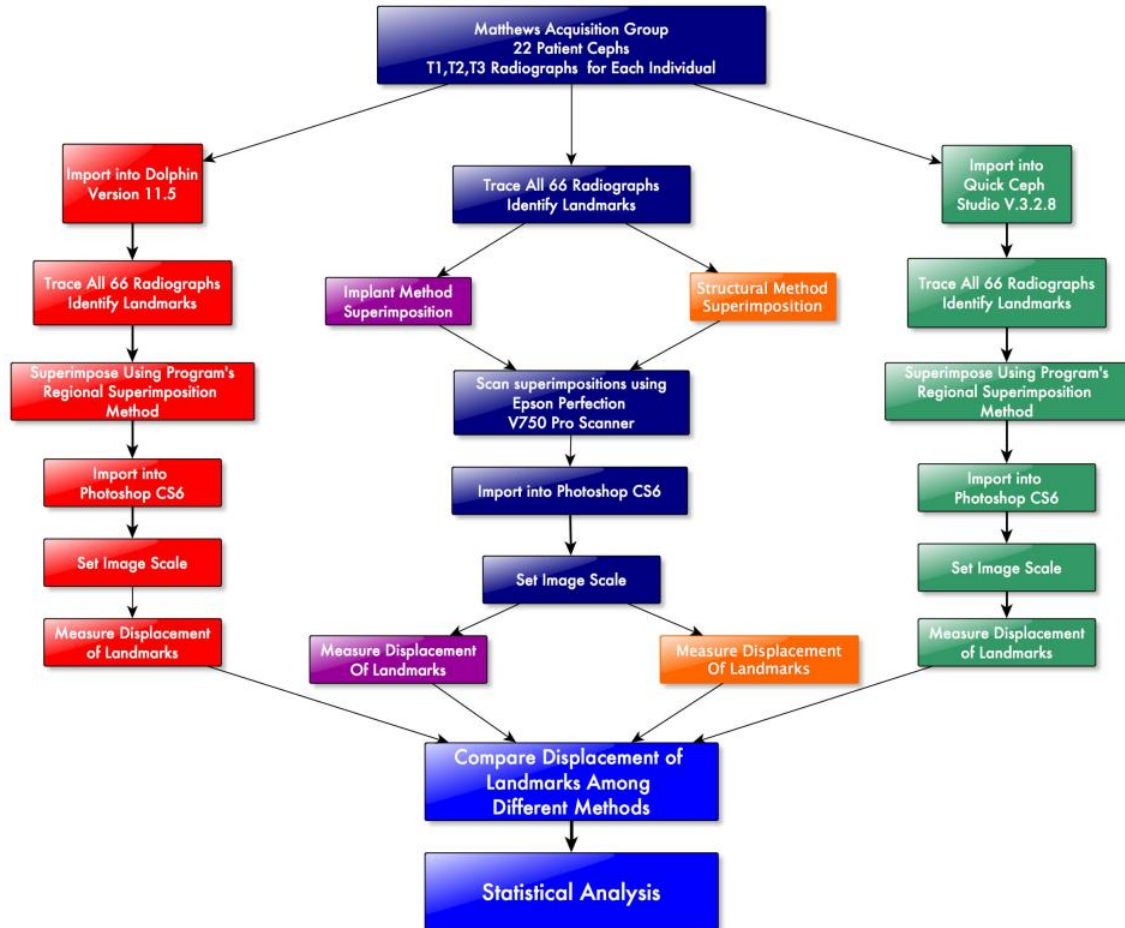 Matthews Acquisition Group
22 Patient Cephs
T1,T2,T3 Radiographs for Each Individual
Import into Dolphin
Version 11.5
Trace All 66 Radiographs
Identify Landmarks
Import into
Quick Ceph
Studio V.3.2.8
Trace All 66 Radiographs
Identify Landmarks
Implant Method
Superimposition
Structural Method
Superimposition
Trace All 66 Radiographs
Identify Landmarks
Superimpose Using Program's
Regional Superimposition
Method
Scan superimpositions using
Epson Perfection
V750 Pro Scanner
Superimpose Using Program's
Regional Superimposition
Method
Import into
Photoshop CS6
Import into Photoshop CS6
Import into
Photoshop CS6
Set Image Scale
Set Image Scale
Set Image Scale
Measure Displacement
of Landmarks
Measure Displacement
Of Landmarks
Measure Displacement
Of Landmarks
Measure Displacement
of Landmarks
Compare Displacement of
Landmarks Among
Different Methods
Statistical Analysis